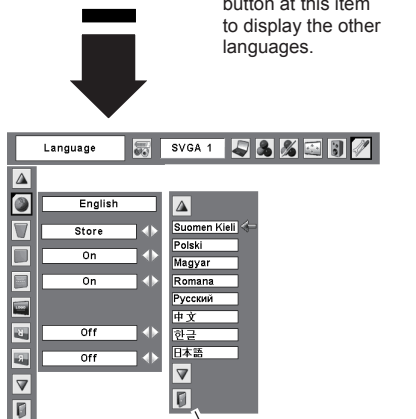 button at this item
to display the other
languages.
Language
SVGA 1
English
Store
On
On
Off
Off
Suomen Kieli
Polski
Magyar
Romana
Русский
中文
한글
日本語